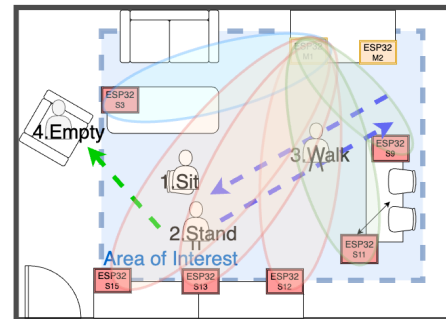 ESP32
M1
ESP32
M2
ESP32
S3
4.Empty
3.Walk
ESP32
S9
1.Sit
2.Stand
Area of Interest
ESP32
S11
ESP32
S15
ESP32
S13
ESP32
S12